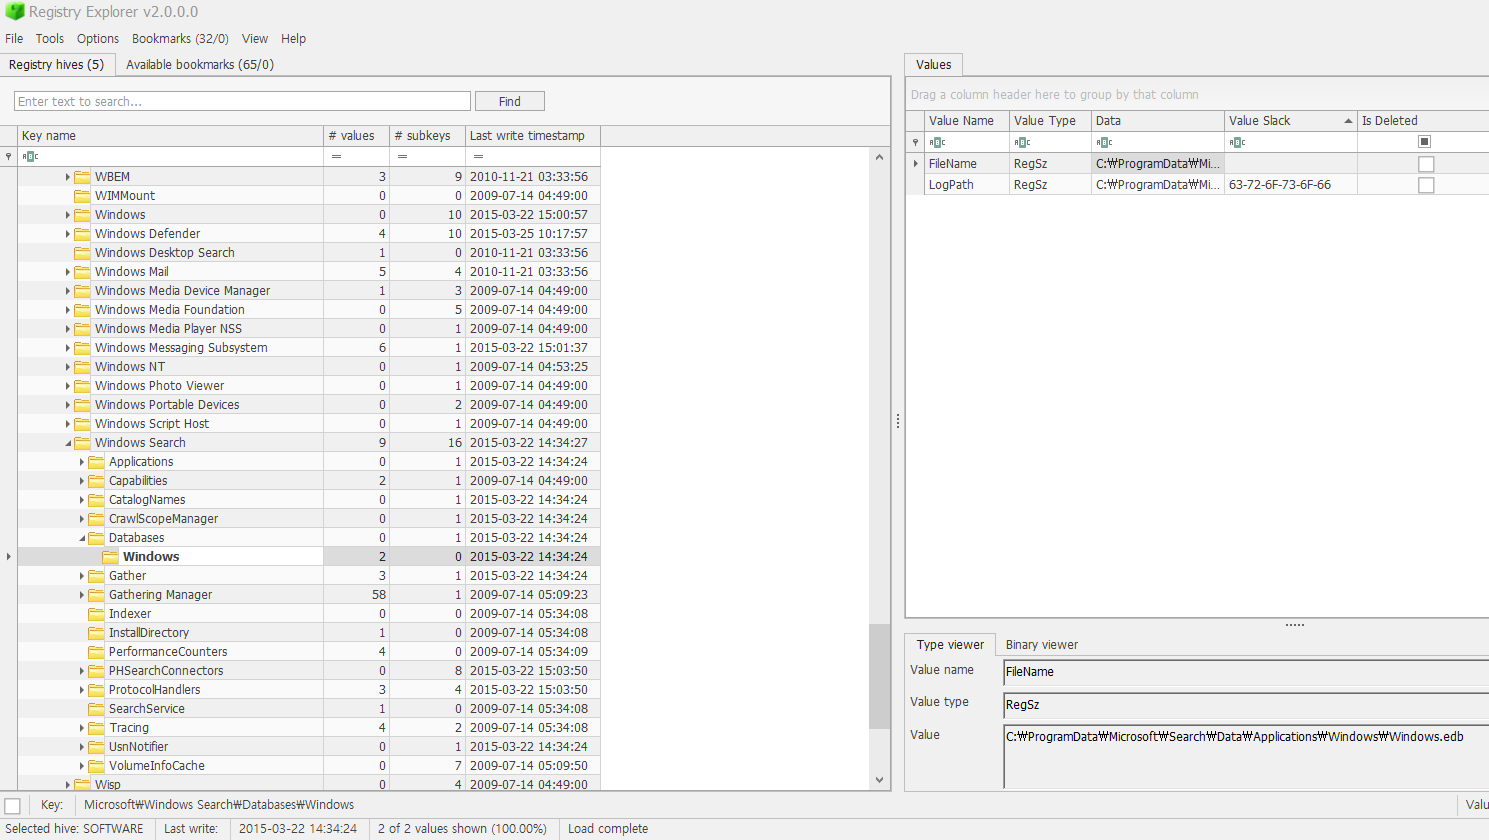 Registry Explorer v2.0.0.0
File Tools Options Bookmarks (32/0) View Help
Registry hives (5) Available bookmarks (65/0)
Enter text to search... Find
Key name # values # subkeys Last write timestamp
ABC = = =
WBEM 3 9 2010-11-21 03:33:56
WIMMount 0 0 2009-07-14 04:49:00
Windows 0 10 2015-03-22 15:00:57
Windows Defender 4 10 2015-03-25 10:17:57
Windows Desktop Search 1 0 2010-11-21 03:33:56
Windows Mail 5 4 2010-11-21 03:33:56
Windows Media Device Manager 1 3 2009-07-14 04:49:00
Windows Media Foundation 0 5 2009-07-14 04:49:00
Windows Media Player NSS 0 1 2009-07-14 04:49:00
Windows Messaging Subsystem 6 1 2015-03-22 15:01:37
Windows NT 0 1 2009-07-14 04:53:25
Windows Photo Viewer 0 1 2009-07-14 04:49:00
Windows Portable Devices 0 2 2009-07-14 04:49:00
Windows Script Host 0 1 2009-07-14 04:49:00
Windows Search 9 16 2015-03-22 14:34:27
Applications 0 1 2015-03-22 14:34:24
Capabilities 2 1 2009-07-14 04:49:00
CatalogNames 0 1 2015-03-22 14:34:24
CrawlScopeManager 0 1 2015-03-22 14:34:24
Databases 0 1 2015-03-22 14:34:24
Windows 2 0 2015-03-22 14:34:24
Gather 3 1 2015-03-22 14:34:24
Gathering Manager 58 1 2009-07-14 05:09:23
Indexer 0 0 2009-07-14 05:34:08
InstallDirectory 1 0 2009-07-14 05:34:08
PerformanceCounters 4 0 2009-07-14 05:34:09
PHSearchConnectors 0 8 2015-03-22 15:03:50
ProtocolHandlers 3 4 2015-03-22 15:03:50
SearchService 1 0 2009-07-14 05:34:08
Tracing 4 2 2009-07-14 05:34:08
UsnNotifier 0 1 2015-03-22 14:34:24
VolumeInfoCache 0 7 2009-07-14 05:09:50
Wisp 0 4 2009-07-14 04:49:00
Values
Drag a column header here to group by that column
Value Name Value Type Data Value Slack Is Deleted
ABC ABC ABC ABC
FileName RegSz C:₩ProgramData₩Mi...
LogPath RegSz C:₩ProgramData₩Mi... 63-72-6F-73-6F-66
Type viewer Binary viewer
Value name FileName
Value type RegSz
Value C:₩ProgramData₩Microsoft₩Search₩Data₩Applications₩Windows₩Windows.edb
Key: Microsoft₩Windows Search₩Databases₩Windows Valu
Selected hive: SOFTWARE Last write: 2015-03-22 14:34:24 2 of 2 values shown (100.00%) Load complete